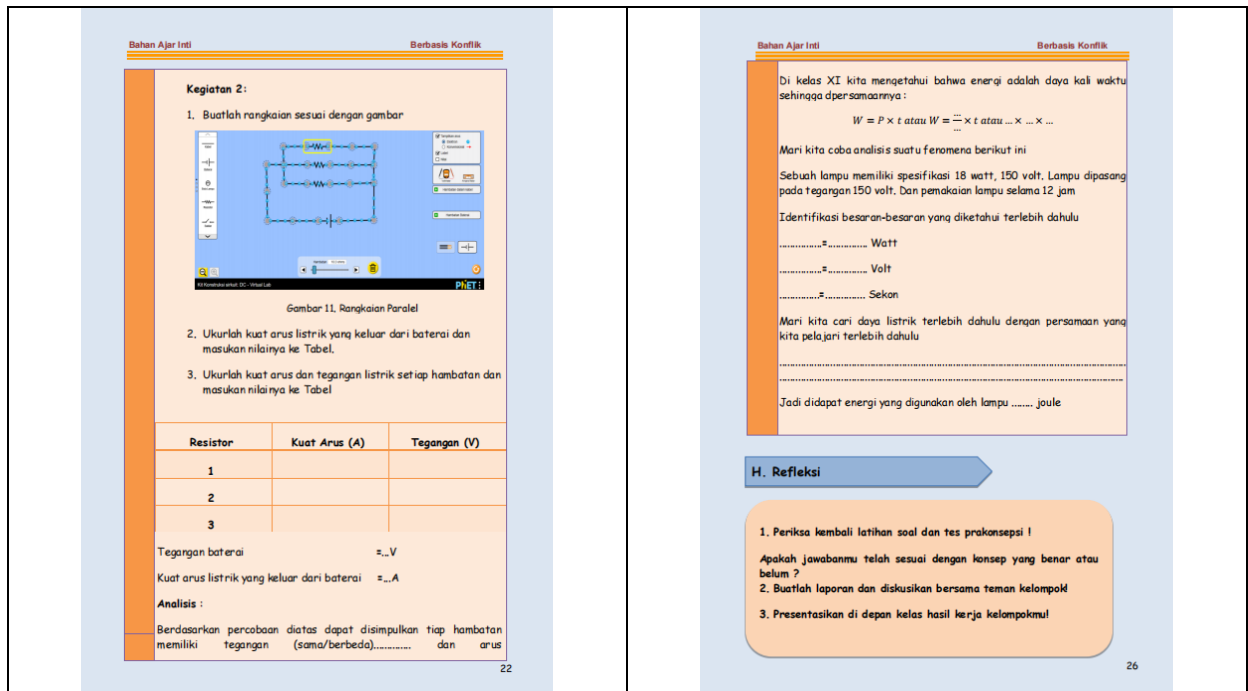 Bahan Ajar Inti Berbasis Konflik
Kegiatan 2:
1. Buatlah rangkaian sesuai dengan gambar
Kit Konstruksi sirkuit: DC - Virtual Lab
PhET
Gambar 11. Rangkaian Paralel
2. Ukurlah kuat arus listrik yang keluar dari baterai dan
masukan nilainya ke Tabel.
3. Ukurlah kuat arus dan tegangan listrik setiap hambatan dan
masukan nilainya ke Tabel
Resistor Kuat Arus (A) Tegangan (V)
1
2
3
Tegangan baterai =...V
Kuat arus listrik yang keluar dari baterai =...A
Analisis :
Berdasarkan percobaan diatas dapat disimpulkan tiap hambatan
memiliki tegangan (sama/berbeda)............. dan arus
22
Bahan Ajar Inti Berbasis Konflik
Di kelas XI kita mengetahui bahwa energi adalah daya kali waktu
sehingga dpersamaannya :
W = P × t atau W = .../... × t atau ... × ... × ...
Mari kita coba analisis suatu fenomena berikut ini
Sebuah lampu memiliki spesifikasi 18 watt, 150 volt. Lampu dipasang
pada tegangan 150 volt. Dan pemakaian lampu selama 12 jam
Identifikasi besaran-besaran yang diketahui terlebih dahulu
...............=............... Watt
...............=............... Volt
...............=............... Sekon
Mari kita cari daya listrik terlebih dahulu dengan persamaan yang
kita pelajari terlebih dahulu
................................................................................
................................................................................
Jadi didapat energi yang digunakan oleh lampu ........ joule
H. Refleksi
1. Periksa kembali latihan soal dan tes prakonsepsi !
Apakah jawabanmu telah sesuai dengan konsep yang benar atau
belum ?
2. Buatlah laporan dan diskusikan bersama teman kelompok!
3. Presentasikan di depan kelas hasil kerja kelompokmu!
26